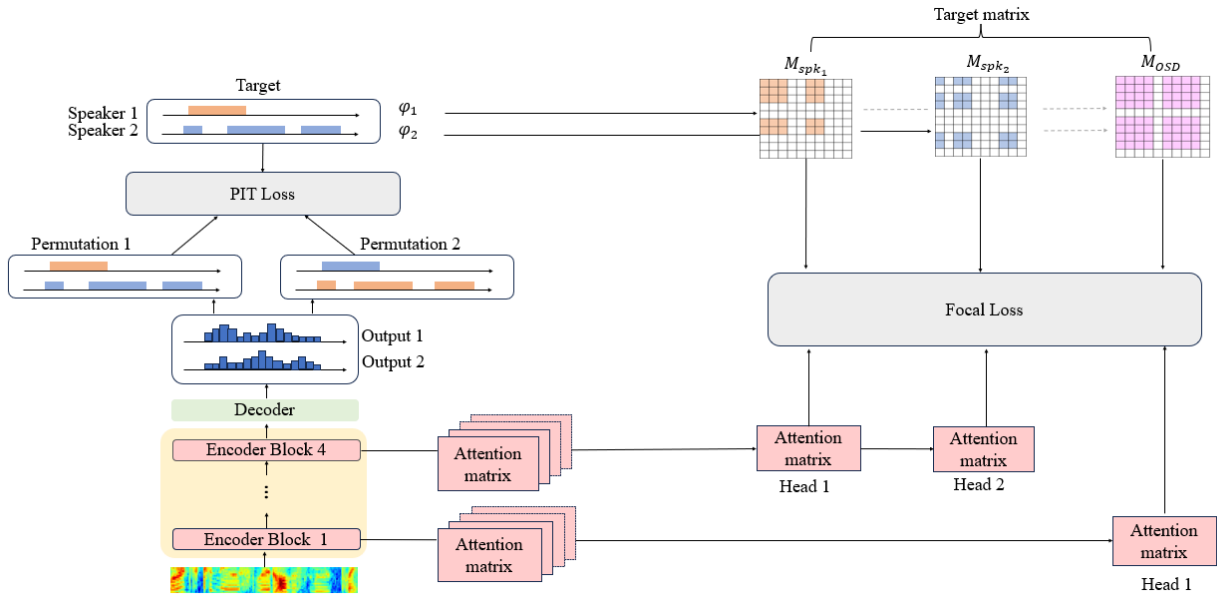 Target matrix
M_{spk_1}
M_{spk_2}
M_{OSD}
Target
Speaker 1
Speaker 2
φ_1
φ_2
PIT Loss
Permutation 1
Permutation 2
Output 1
Output 2
Focal Loss
Decoder
Encoder Block 4
Attention
matrix
Attention
matrix
Head 1
Attention
matrix
Head 2
...
Encoder Block 1
Attention
matrix
Attention
matrix
Head 1